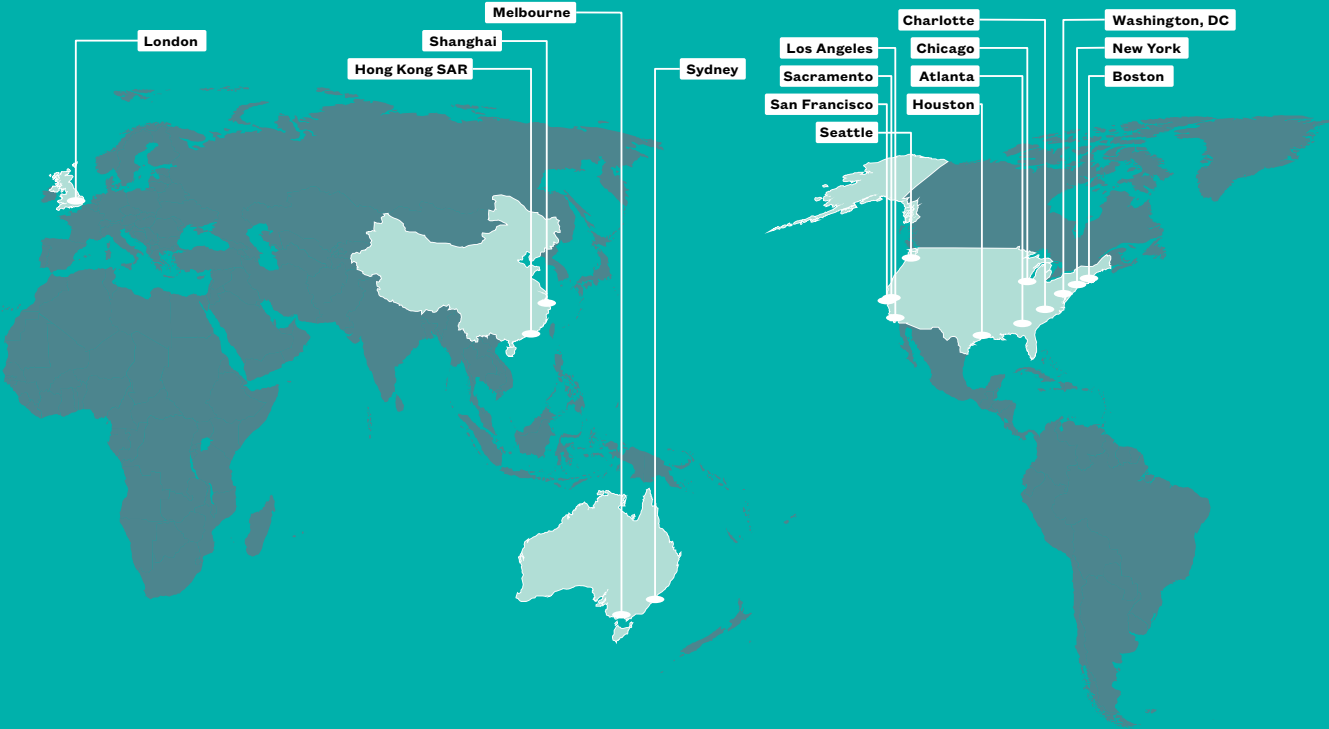 Melbourne
London
Shanghai
Hong Kong SAR
Sydney
Charlotte
Washington, DC
Los Angeles
Chicago
New York
Sacramento
Atlanta
Boston
San Francisco
Houston
Seattle